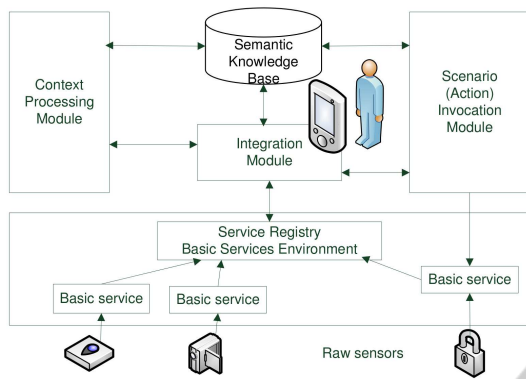 Semantic
Knowledge
Base
Context
Processing
Module
Scenario
(Action)
Invocation
Module
Integration
Module
Service Registry
Basic Services Environment
Basic service
Basic service
Basic service
Raw sensors